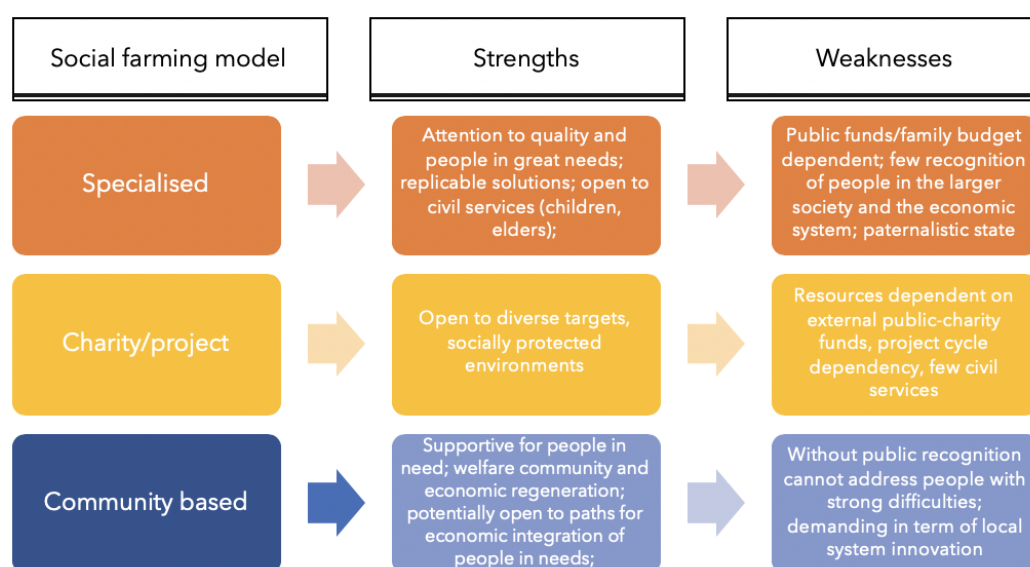 Social farming model
Strengths
Weaknesses
Specialised
Attention to quality and
people in great needs;
replicable solutions; open to
civil services (children,
elders);
Public funds/family budget
dependent; few recognition
of people in the larger
society and the economic
system; paternalistic state
Charity/project
Open to diverse targets,
socially protected
environments
Resources dependent on
external public-charity
funds, project cycle
dependency, few civil
services
Community based
Supportive for people in
need; welfare community and
economic regeneration;
potentially open to paths for
economic integration of
people in needs;
Without public recognition
cannot address people with
strong difficulties;
demanding in term of local
system innovation